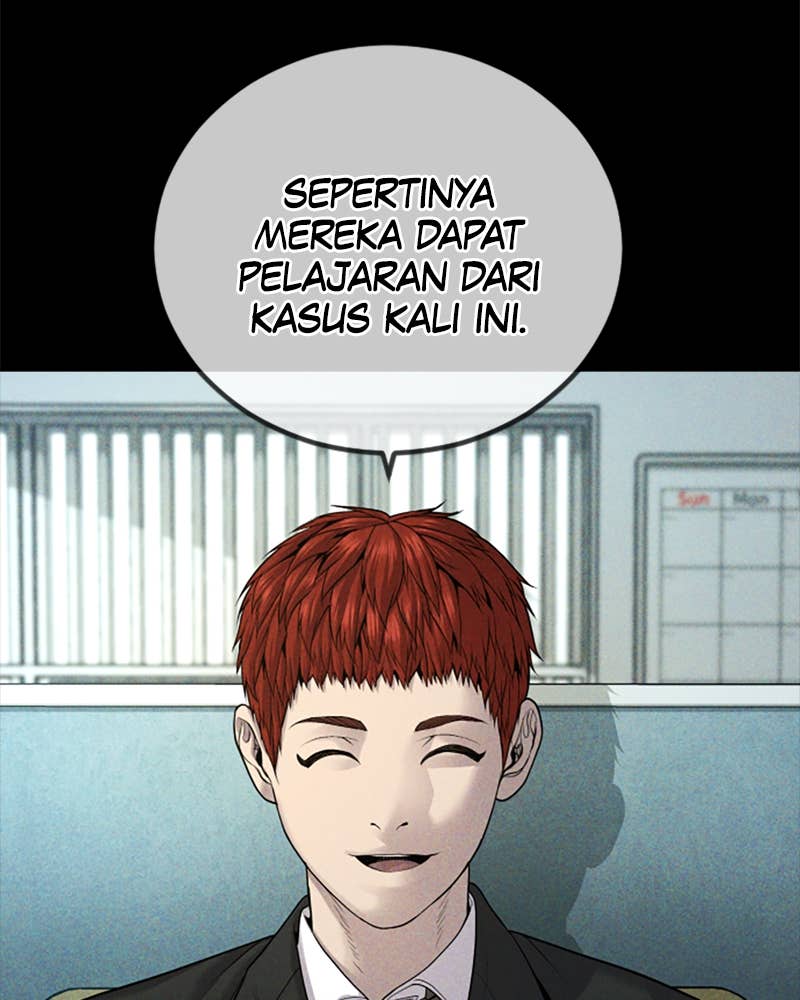 SEPERTINYA
MEREKA DAPAT
PELAJARAN DARI
KASUS KALI INI.
Sun Mon